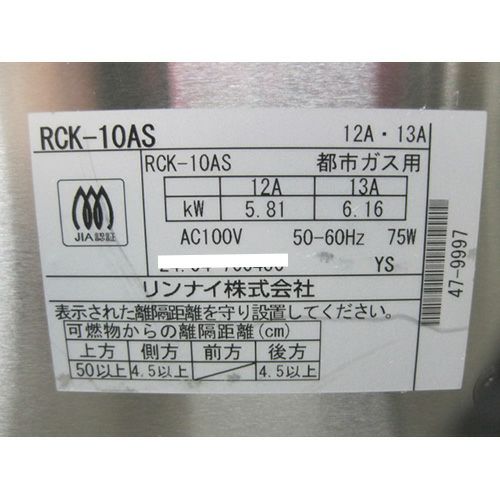 RCK-10AS 12A・13A
RCK-10AS 都市ガス用
12A 13A
kW 5.81 6.16
AC100V 50-60Hz 75W
YS
JIA認証
リンナイ株式会社
表示された離隔距離を守り設置してください。
可燃物からの離隔距離(cm)
上方 側方 前方 後方
50以上 4.5以上 4.5以上
47-9997